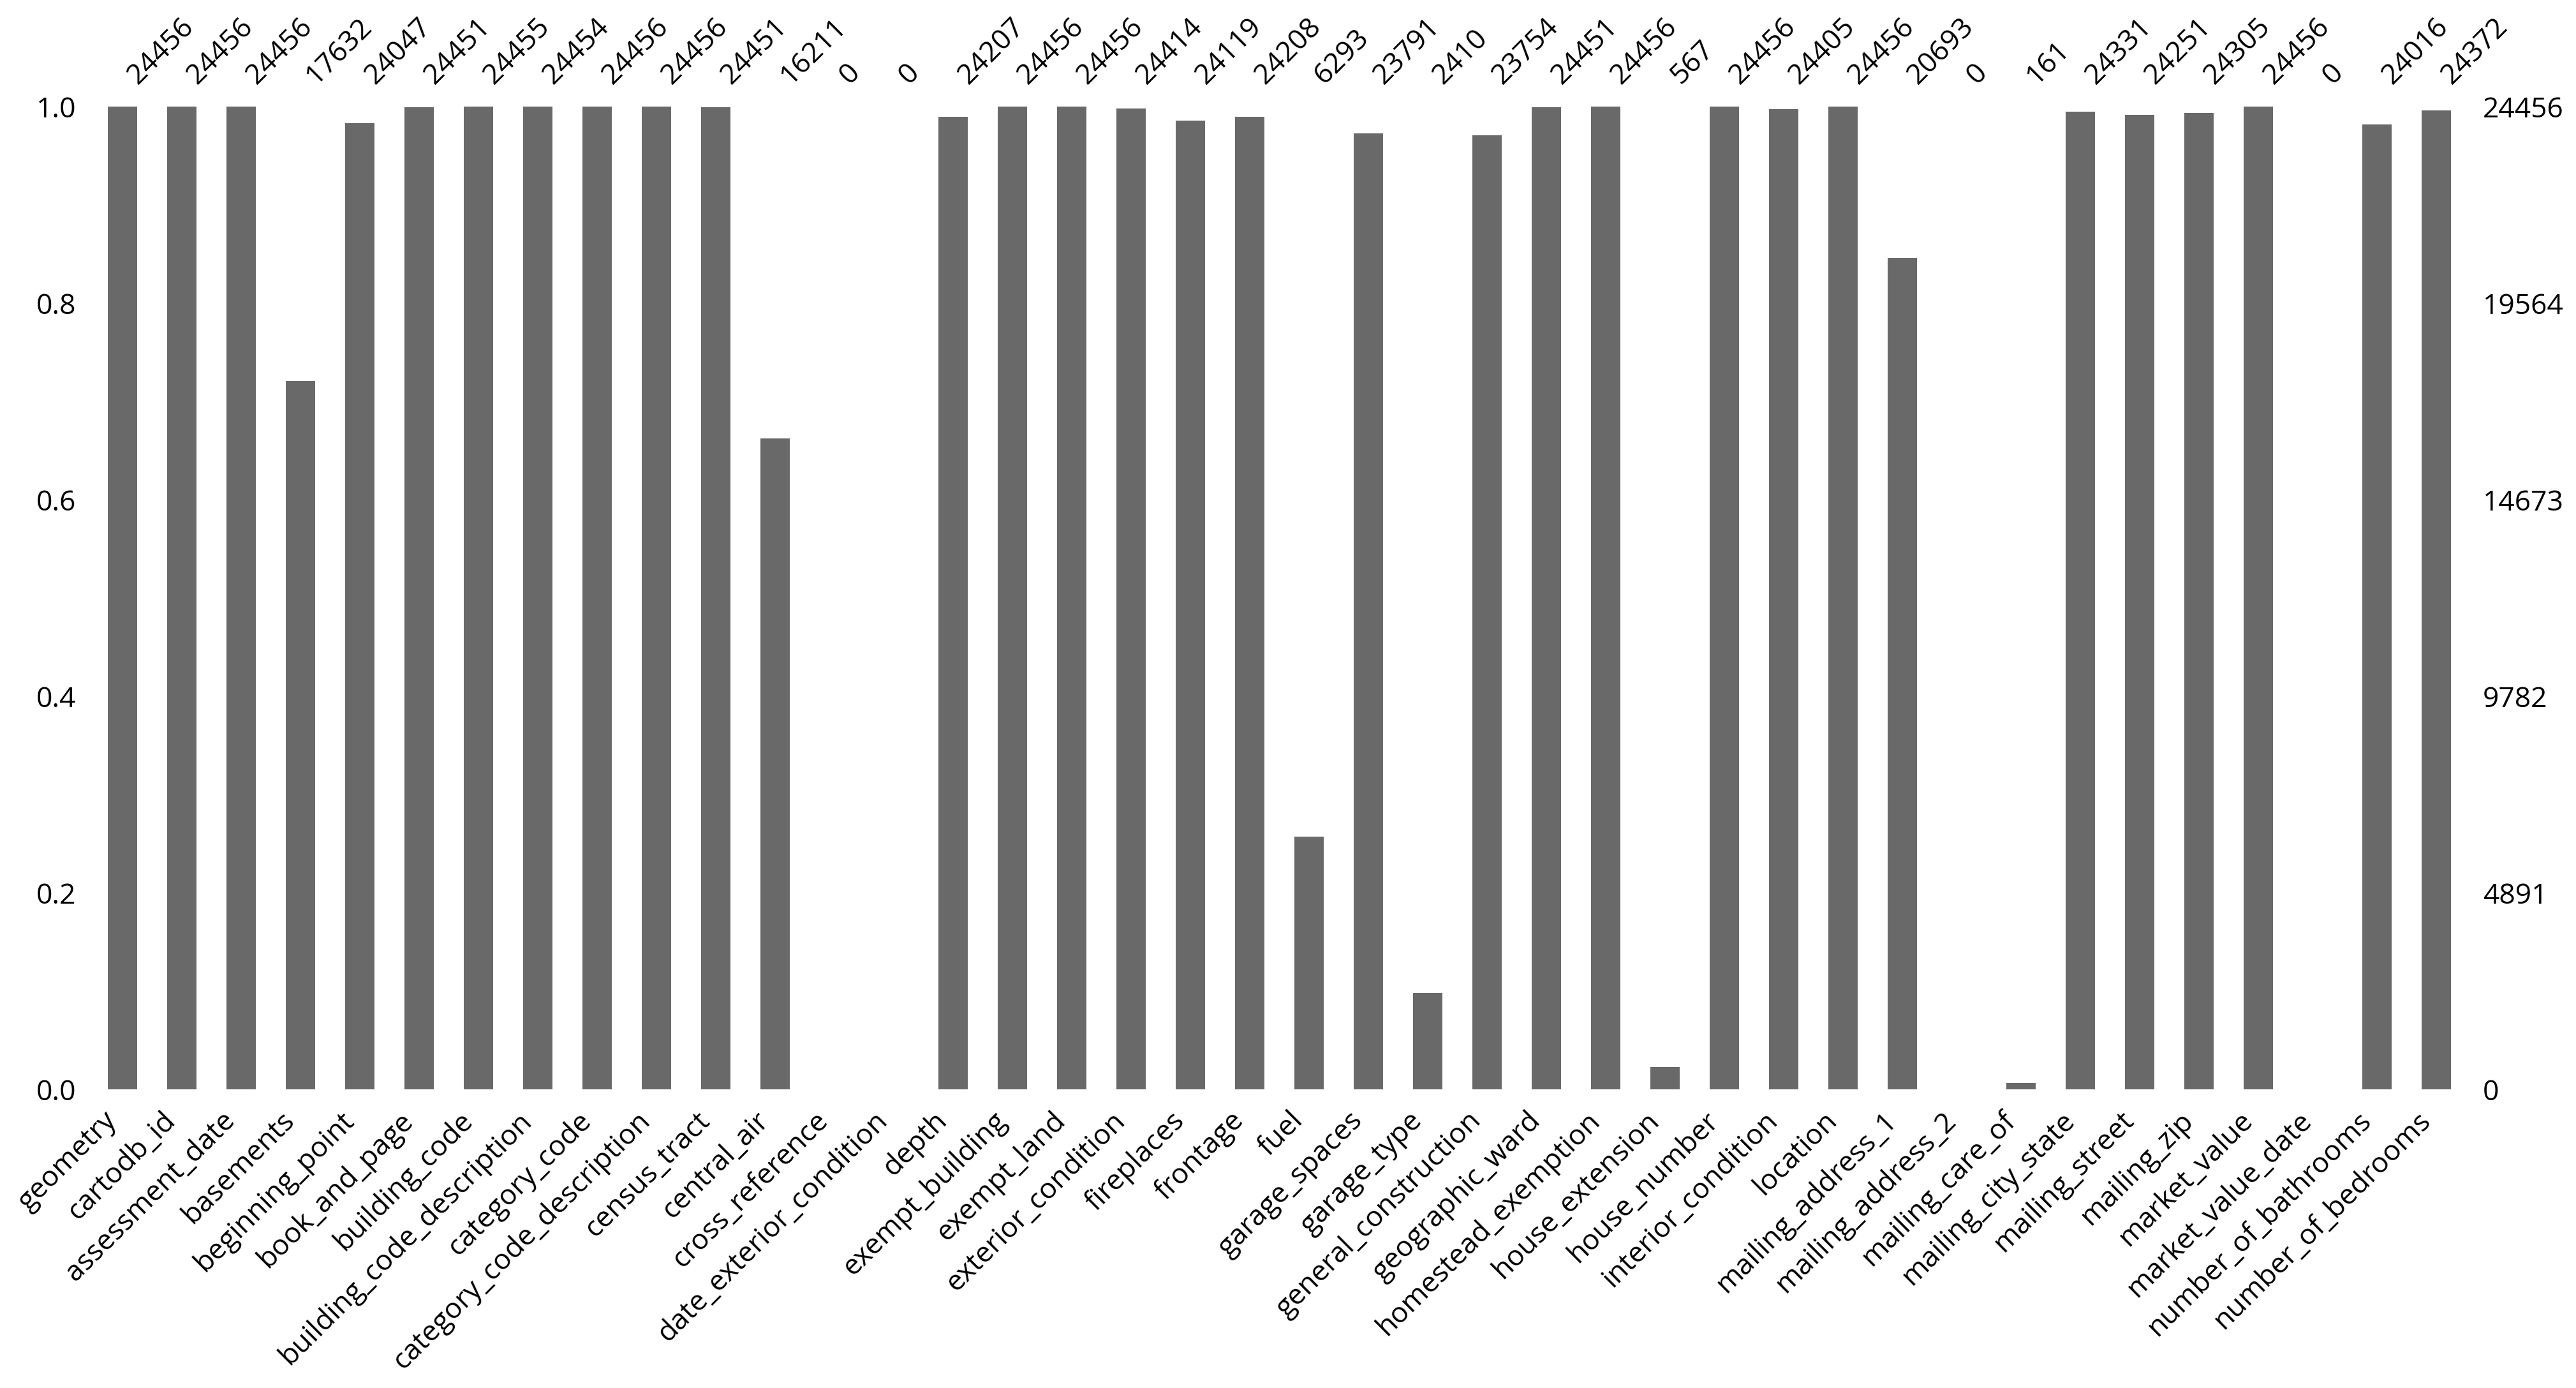 24456
24456
24456
17632
24047
24451
24455
24454
24456
24456
24451
16211
0
0
24207
24456
24456
24414
24119
24208
6293
23791
2410
23754
24451
24456
567
24456
24405
24456
20693
0
161
24331
24251
24305
24456
0
24016
24372
1.0
0.8
0.6
0.4
0.2
0.0
24456
19564
14673
9782
4891
0
geometry
cartodb_id
assessment_date
basements
beginning_point
book_and_page
building_code
building_code_description
category_code
category_code_description
census_tract
central_air
cross_reference
date_exterior_condition
depth
exempt_building
exempt_land
exterior_condition
fireplaces
frontage
fuel
garage_spaces
garage_type
general_construction
geographic_ward
homestead_exemption
house_extension
house_number
interior_condition
location
mailing_address_1
mailing_address_2
mailing_care_of
mailing_city_state
mailing_street
mailing_zip
market_value
market_value_date
number_of_bathrooms
number_of_bedrooms